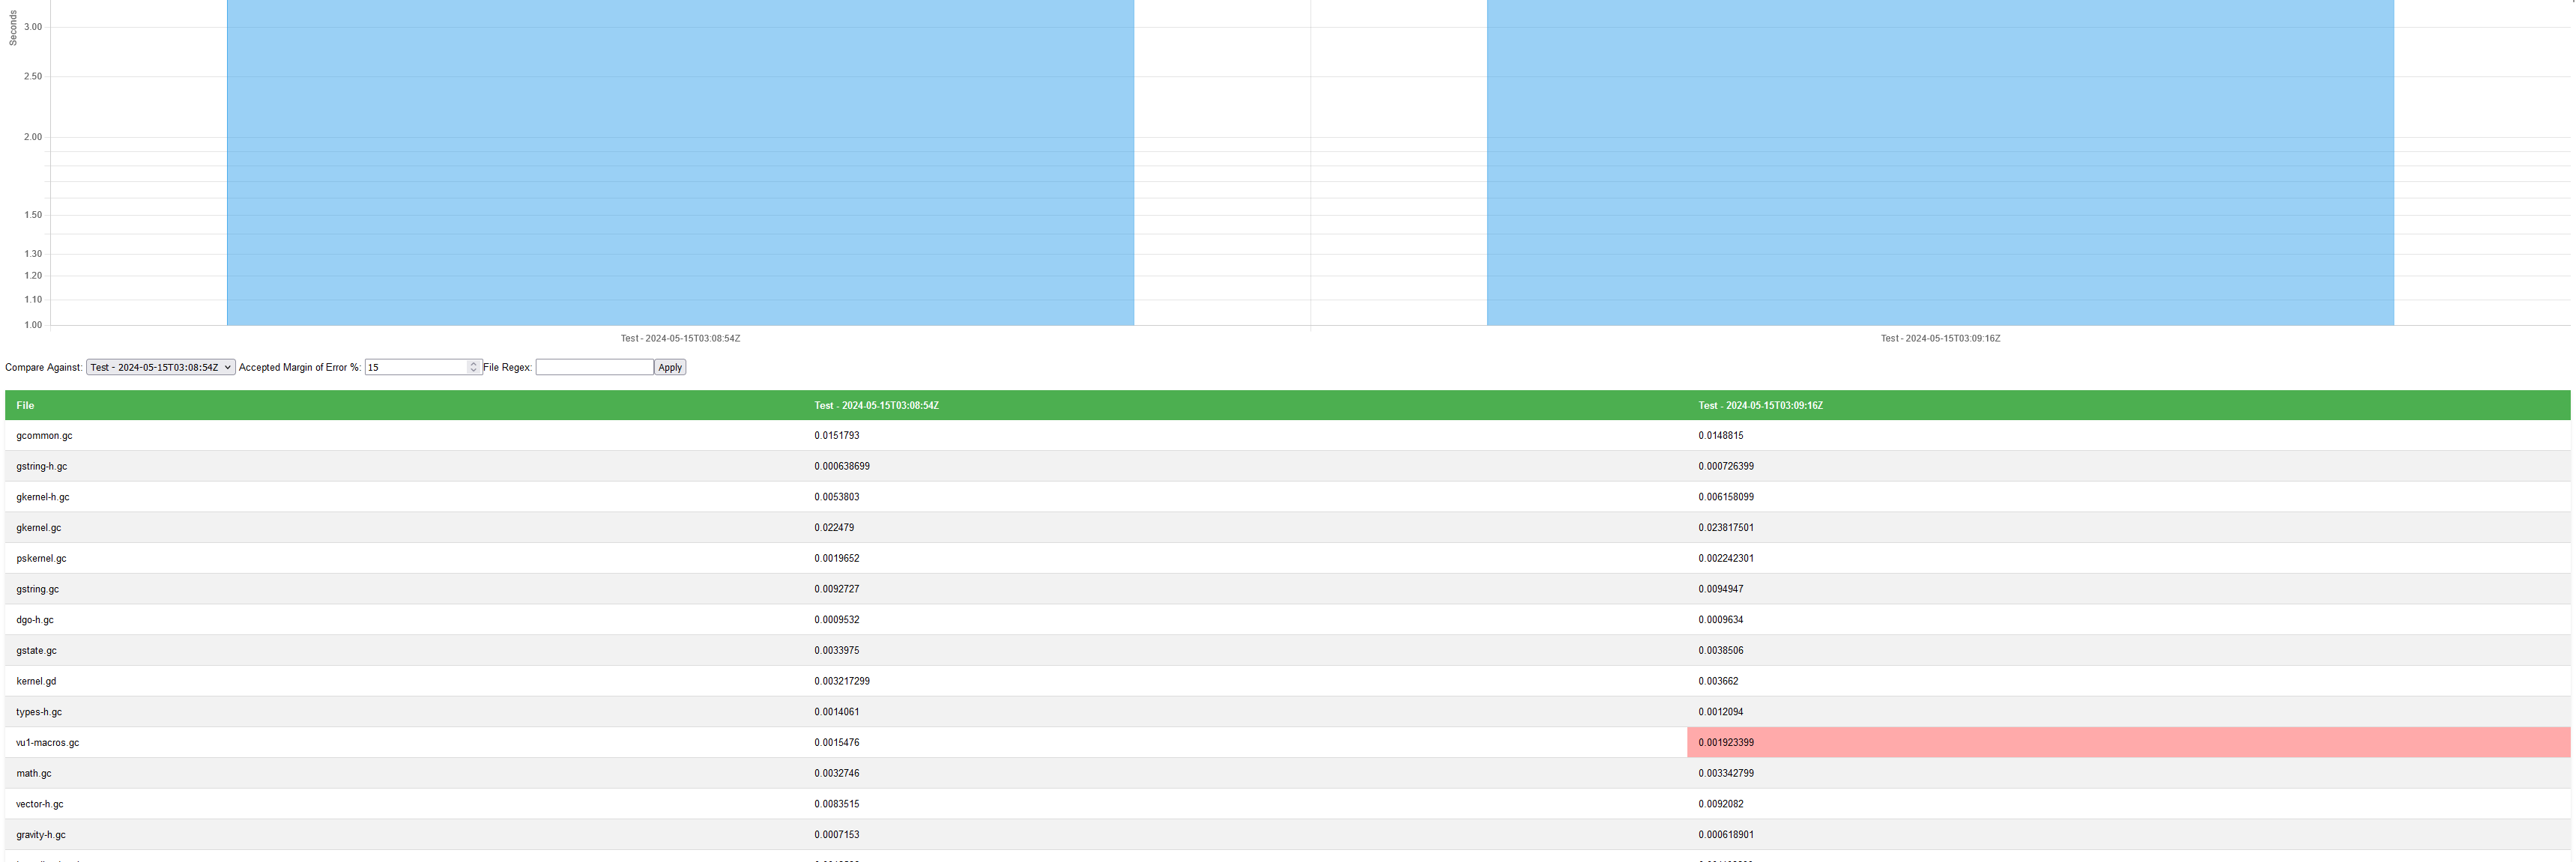 Seconds
3.00
2.50
2.00
1.50
1.30
1.20
1.10
1.00
Test - 2024-05-15T03:08:54Z Test - 2024-05-15T03:09:16Z
Compare Against: Test - 2024-05-15T03:08:54Z Accepted Margin of Error %: 15 File Regex: Apply
File Test - 2024-05-15T03:08:54Z Test - 2024-05-15T03:09:16Z
gcommon.gc 0.0151793 0.0148815
gstring-h.gc 0.000638699 0.000726399
gkernel-h.gc 0.0053803 0.006158099
gkernel.gc 0.022479 0.023817501
pskernel.gc 0.0019652 0.002242301
gstring.gc 0.0092727 0.0094947
dgo-h.gc 0.0009532 0.0009634
gstate.gc 0.0033975 0.0038506
kernel.gd 0.003217299 0.003662
types-h.gc 0.0014061 0.0012094
vu1-macros.gc 0.0015476 0.001923399
math.gc 0.0032746 0.003342799
vector-h.gc 0.0083515 0.0092082
gravity-h.gc 0.0007153 0.000618901